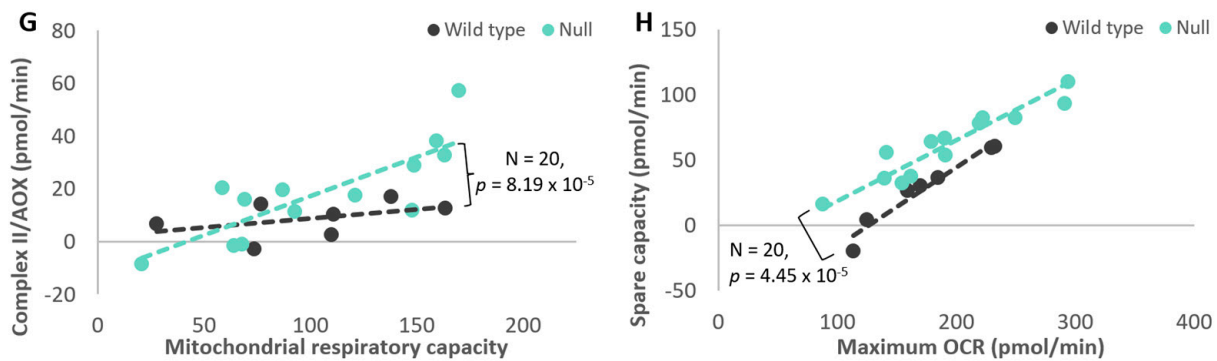 G
Wild type Null
Complex II/AOX (pmol/min)
80
60
40
20
0
-20
N = 20,
p = 8.19 x 10-5
0 50 100 150 200
Mitochondrial respiratory capacity
H
Wild type Null
Spare capacity (pmol/min)
150
100
50
0
-50
N = 20,
p = 4.45 x 10-5
0 100 200 300 400
Maximum OCR (pmol/min)